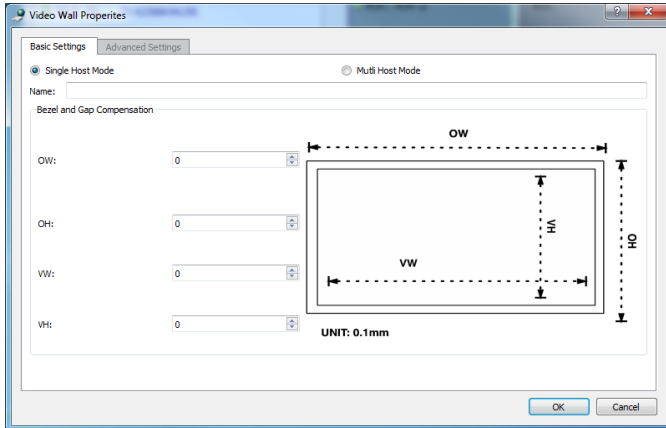 Video Wall Properites
Basic Settings
Advanced Settings
Single Host Mode
Mutli Host Mode
Name:
Bezel and Gap Compensation
OW:
0
OH:
0
VW:
0
VH:
0
OW
VH
OH
VW
UNIT: 0.1mm
OK
Cancel